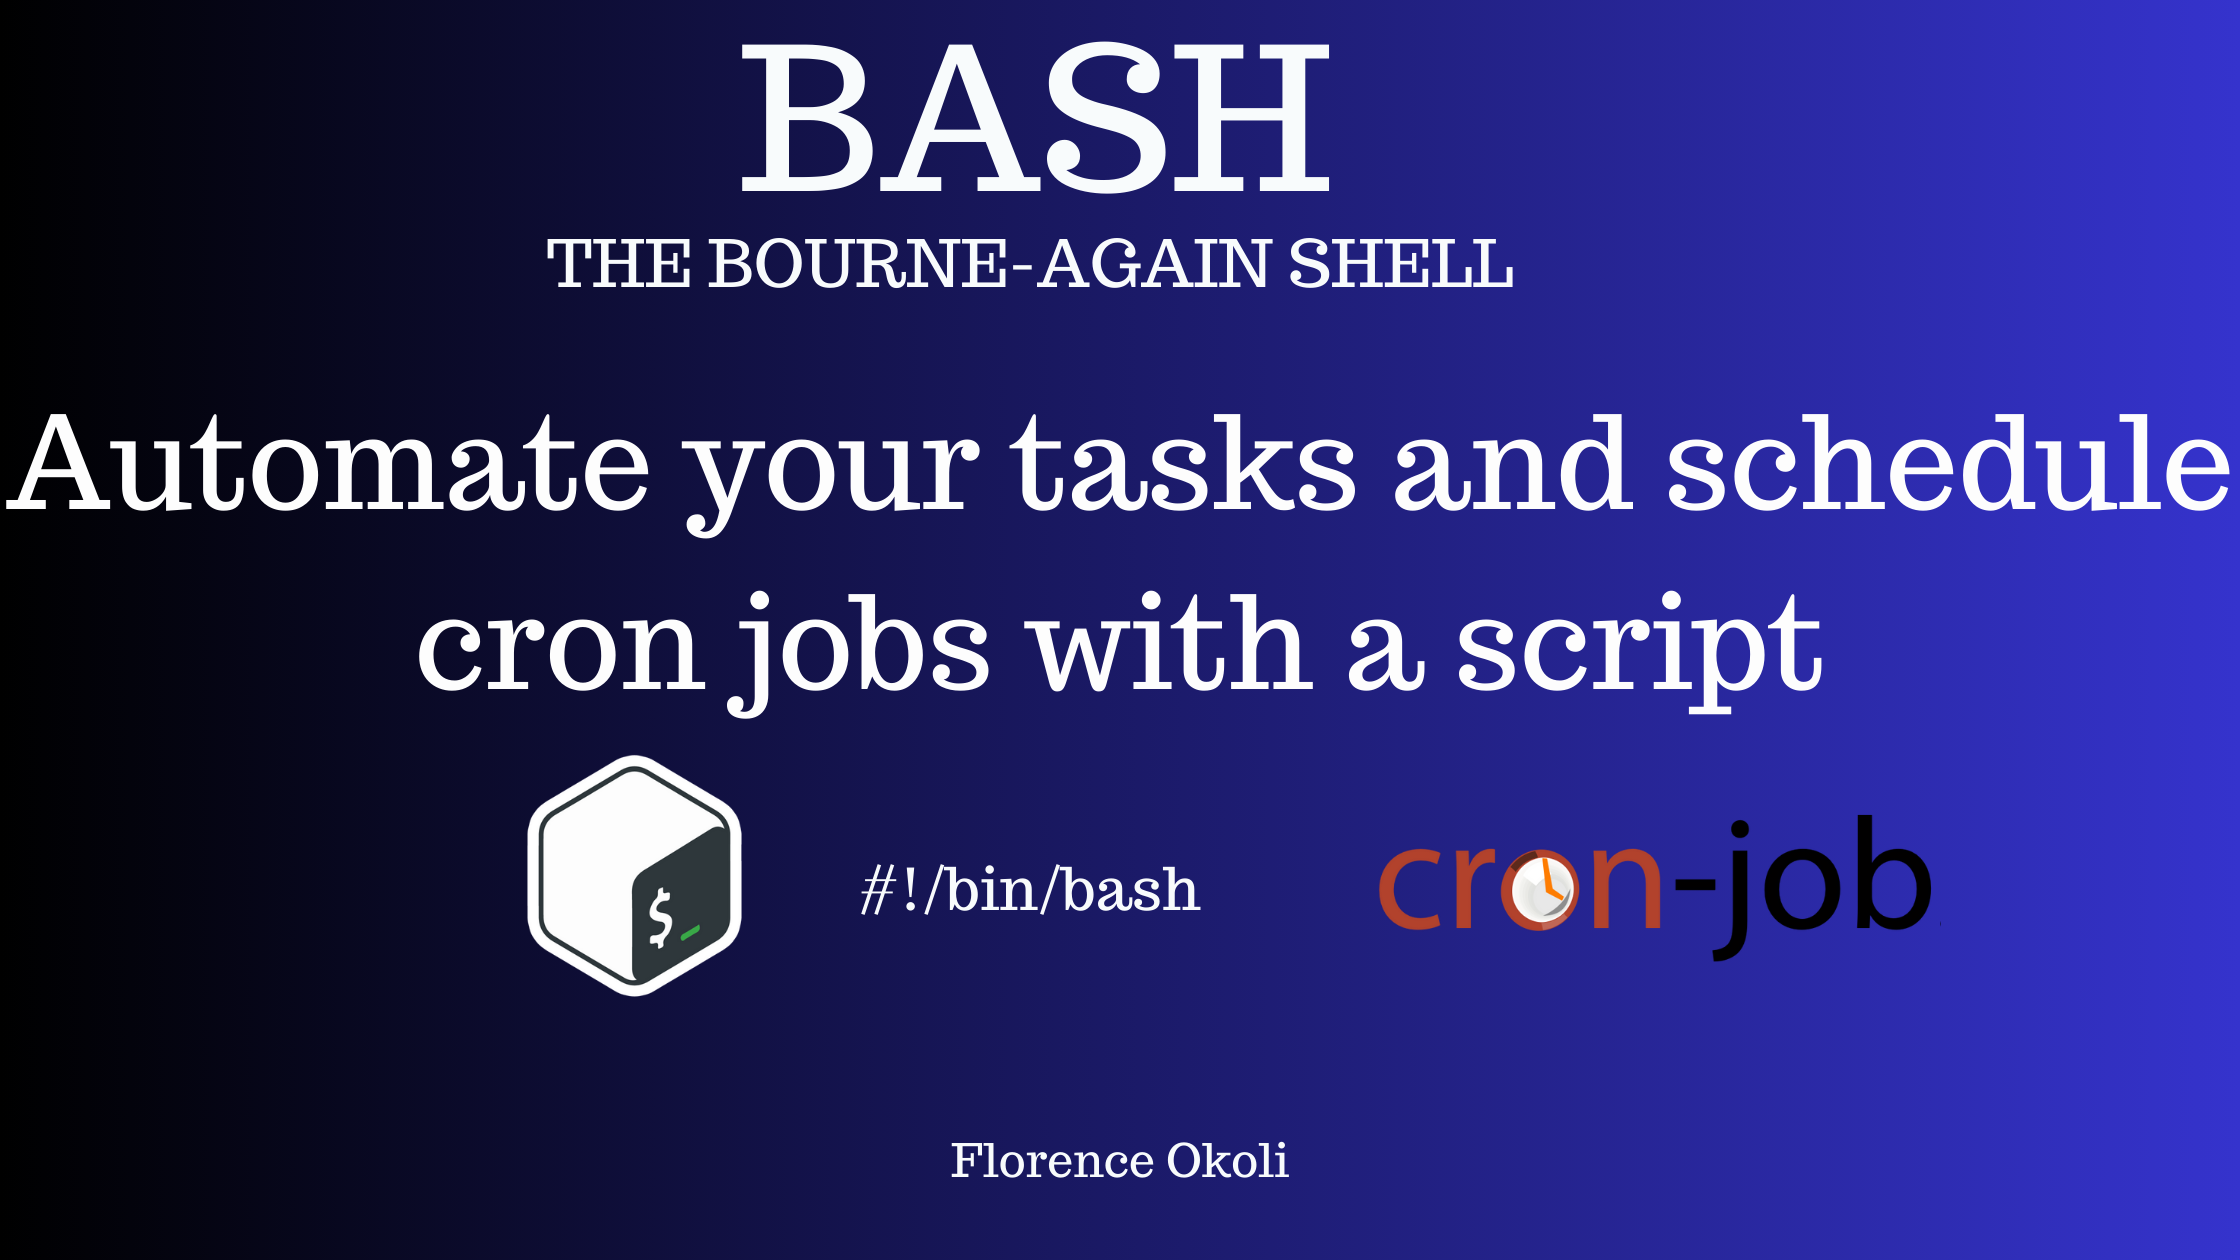 BASH
THE BOURNE-AGAIN SHELL
Automate your tasks and schedule
cron jobs with a script
$_
#!/bin/bash
cron-job.
Florence Okoli